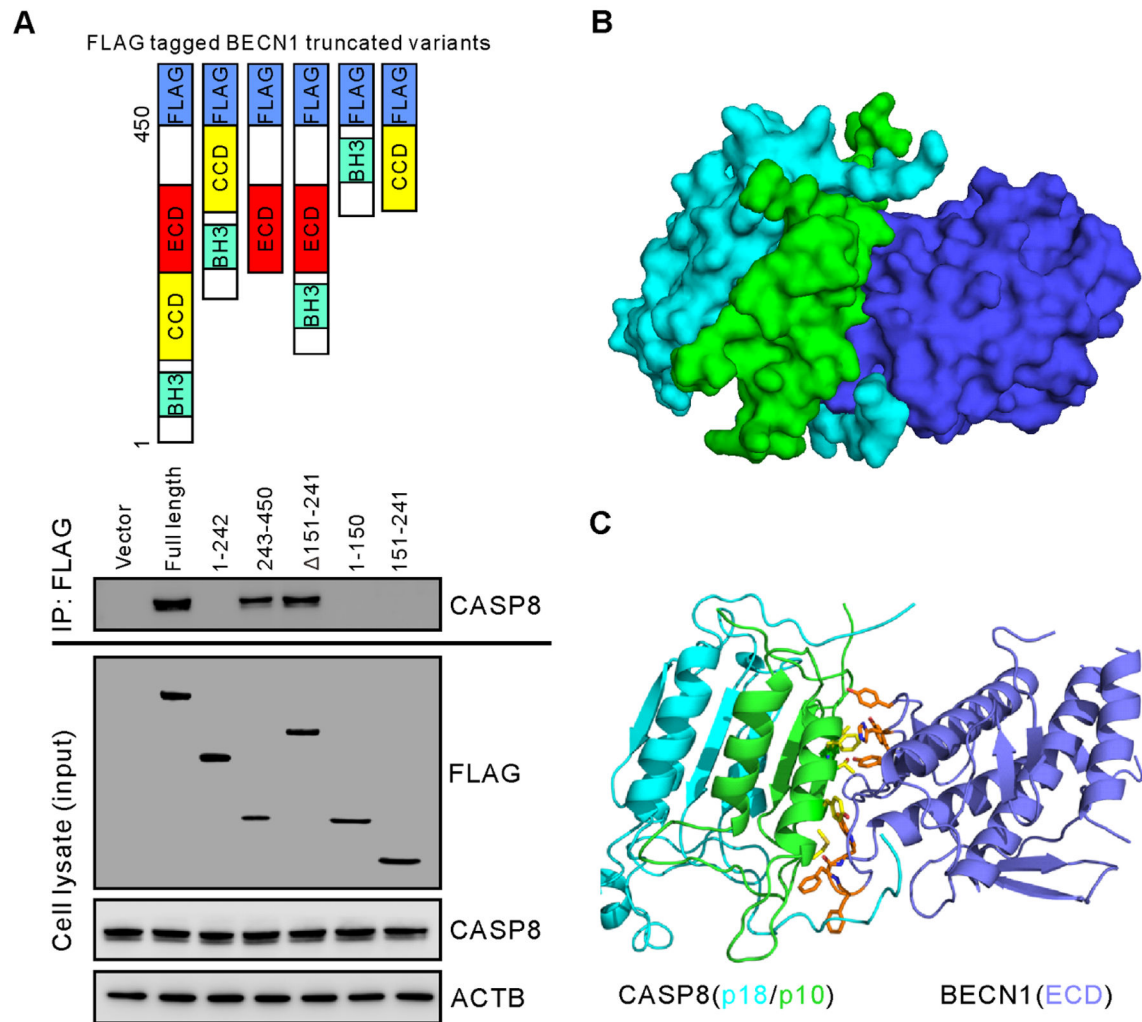 A
FLAG tagged BECN1 truncated variants
FLAG FLAG FLAG FLAG FLAG FLAG
450
ECD
CCD
BH3
1
CCD
BH3
ECD
ECD
BH3
BH3
CCD
Vector
Full length
1-242
243-450
Δ151-241
1-150
151-241
IP: FLAG
CASP8
Cell lysate (input)
FLAG
CASP8
ACTB
B
C
CASP8(p18/p10)
BECN1(ECD)